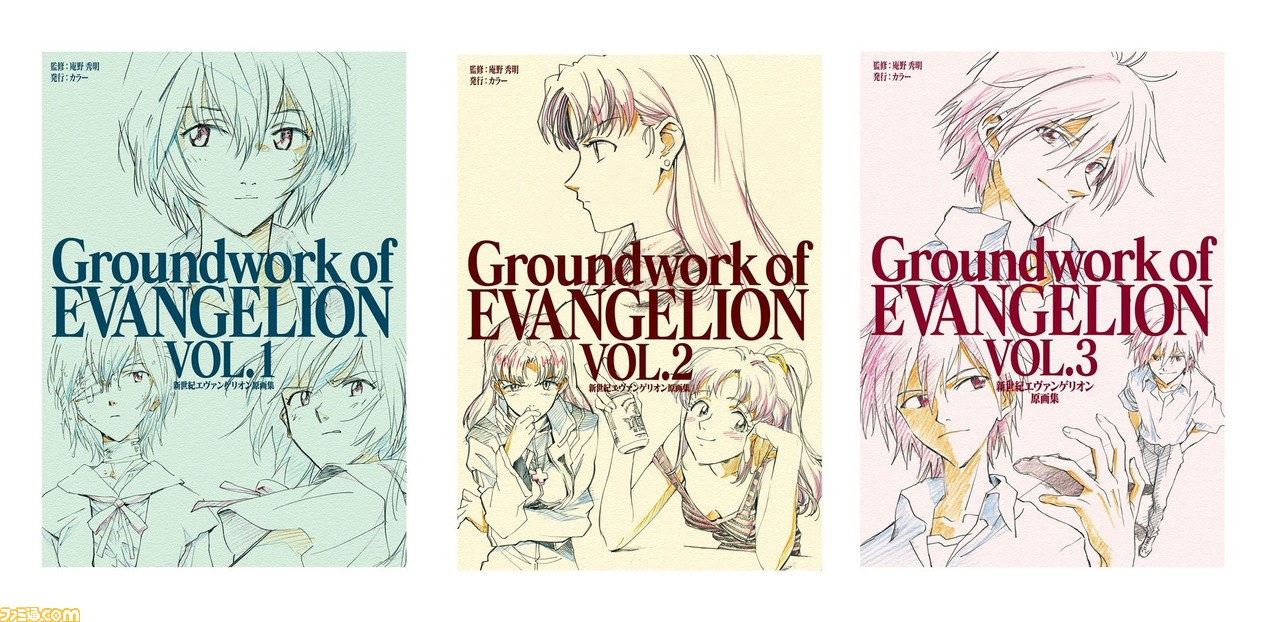 監修:庵野 秀明
発行:カラー
Groundwork of
EVANGELION
VOL.1
新世紀エヴァンゲリオン原画集
監修:庵野 秀明
発行:カラー
Groundwork of
EVANGELION
VOL.2
新世紀エヴァンゲリオン原画集
監修:庵野 秀明
発行:カラー
Groundwork of
EVANGELION
VOL.3
新世紀エヴァンゲリオン
原画集
ファミ通.com